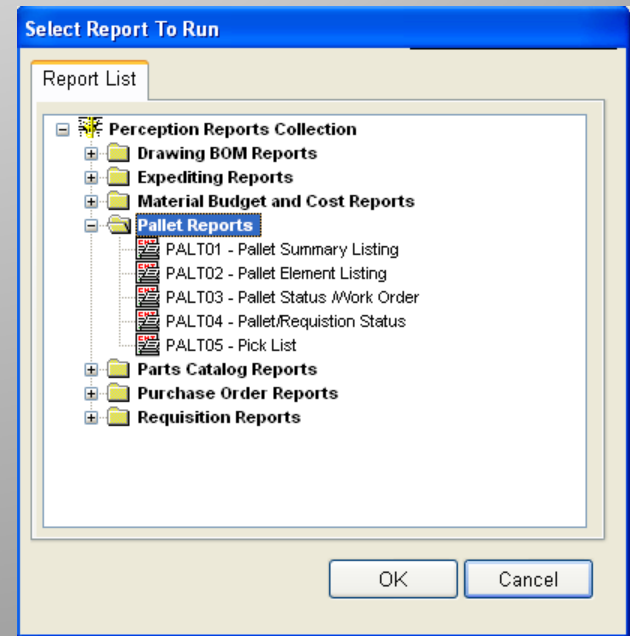 Select Report To Run
Report List
Perception Reports Collection
Drawing BOM Reports
Expediting Reports
Material Budget and Cost Reports
Pallet Reports
PALT01 - Pallet Summary Listing
PALT02 - Pallet Element Listing
PALT03 - Pallet Status /Work Order
PALT04 - Pallet/Requistion Status
PALT05 - Pick List
Parts Catalog Reports
Purchase Order Reports
Requisition Reports
OK Cancel